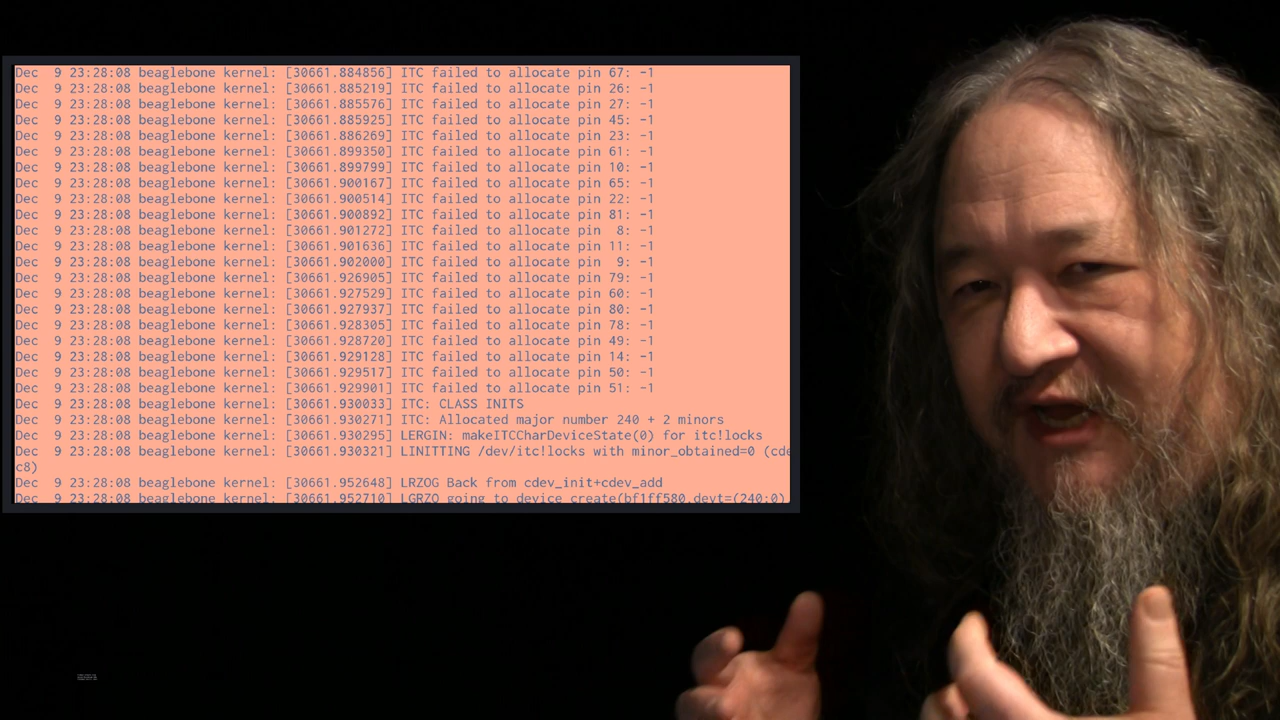 Dec  9 23:28:08 beaglebone kernel: [30661.884856] ITC failed to allocate pin 67: -1
Dec  9 23:28:08 beaglebone kernel: [30661.885219] ITC failed to allocate pin 26: -1
Dec  9 23:28:08 beaglebone kernel: [30661.885576] ITC failed to allocate pin 27: -1
Dec  9 23:28:08 beaglebone kernel: [30661.885925] ITC failed to allocate pin 45: -1
Dec  9 23:28:08 beaglebone kernel: [30661.886269] ITC failed to allocate pin 23: -1
Dec  9 23:28:08 beaglebone kernel: [30661.899350] ITC failed to allocate pin 61: -1
Dec  9 23:28:08 beaglebone kernel: [30661.899799] ITC failed to allocate pin 10: -1
Dec  9 23:28:08 beaglebone kernel: [30661.900167] ITC failed to allocate pin 65: -1
Dec  9 23:28:08 beaglebone kernel: [30661.900514] ITC failed to allocate pin 22: -1
Dec  9 23:28:08 beaglebone kernel: [30661.900892] ITC failed to allocate pin 81: -1
Dec  9 23:28:08 beaglebone kernel: [30661.901272] ITC failed to allocate pin  8: -1
Dec  9 23:28:08 beaglebone kernel: [30661.901636] ITC failed to allocate pin 11: -1
Dec  9 23:28:08 beaglebone kernel: [30661.902000] ITC failed to allocate pin  9: -1
Dec  9 23:28:08 beaglebone kernel: [30661.926905] ITC failed to allocate pin 79: -1
Dec  9 23:28:08 beaglebone kernel: [30661.927529] ITC failed to allocate pin 60: -1
Dec  9 23:28:08 beaglebone kernel: [30661.927937] ITC failed to allocate pin 80: -1
Dec  9 23:28:08 beaglebone kernel: [30661.928305] ITC failed to allocate pin 78: -1
Dec  9 23:28:08 beaglebone kernel: [30661.928720] ITC failed to allocate pin 49: -1
Dec  9 23:28:08 beaglebone kernel: [30661.929128] ITC failed to allocate pin 14: -1
Dec  9 23:28:08 beaglebone kernel: [30661.929517] ITC failed to allocate pin 50: -1
Dec  9 23:28:08 beaglebone kernel: [30661.929901] ITC failed to allocate pin 51: -1
Dec  9 23:28:08 beaglebone kernel: [30661.930033] ITC: CLASS INITS
Dec  9 23:28:08 beaglebone kernel: [30661.930271] ITC: Allocated major number 240 + 2 minors
Dec  9 23:28:08 beaglebone kernel: [30661.930295] LERGIN: makeITCCharDeviceState(0) for itc!locks
Dec  9 23:28:08 beaglebone kernel: [30661.930321] LINITTING /dev/itc!locks with minor_obtained=0 (cde
c8)
Dec  9 23:28:08 beaglebone kernel: [30661.952648] LRZOG Back from cdev_init+cdev_add
Dec  9 23:28:08 beaglebone kernel: [30661.952710] LGRZO going to device_create(bf1ff580,devt=(240:0)